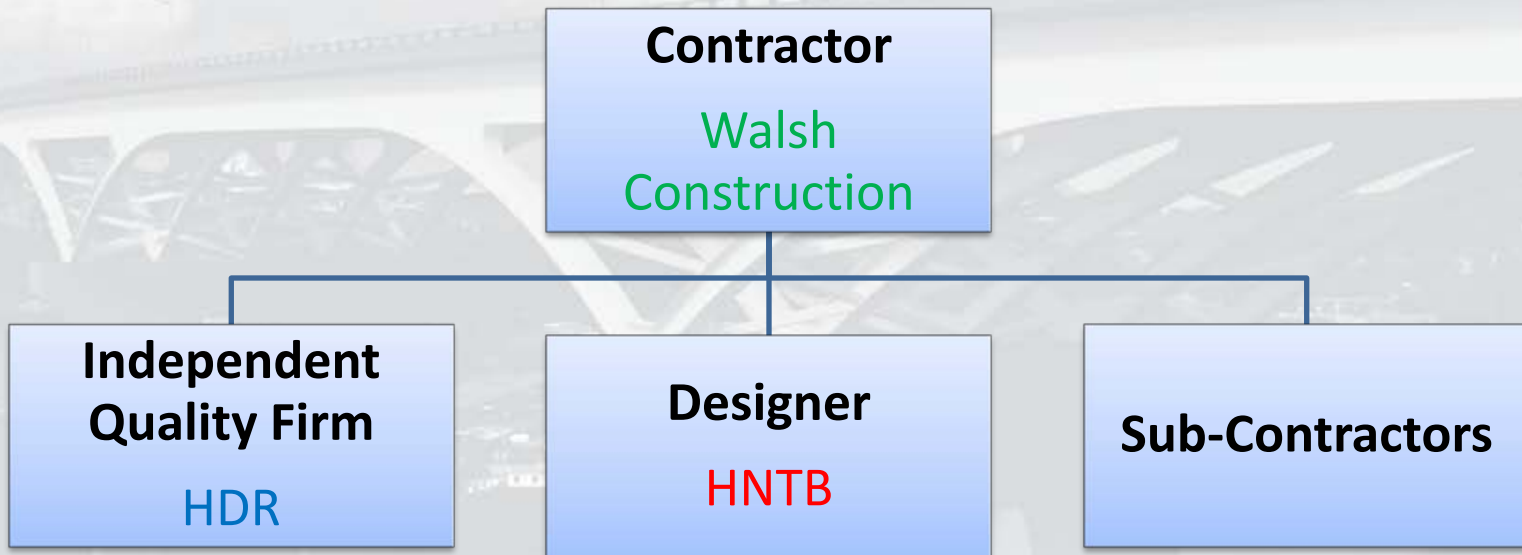 Contractor
Walsh
Construction
Independent
Quality Firm
HDR
Designer
HNTB
Sub-Contractors